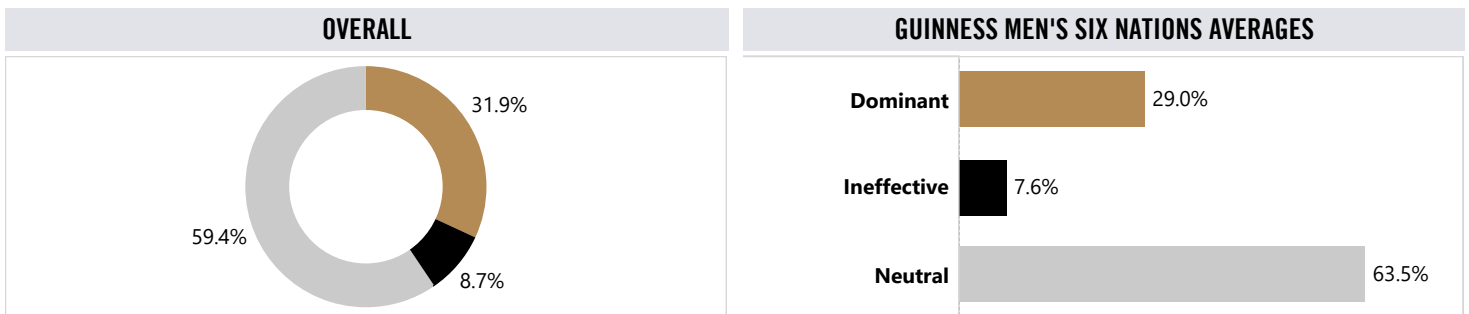 OVERALL
31.9%
59.4%
8.7%
GUINNESS MEN'S SIX NATIONS AVERAGES
Dominant 29.0%
Ineffective 7.6%
Neutral 63.5%